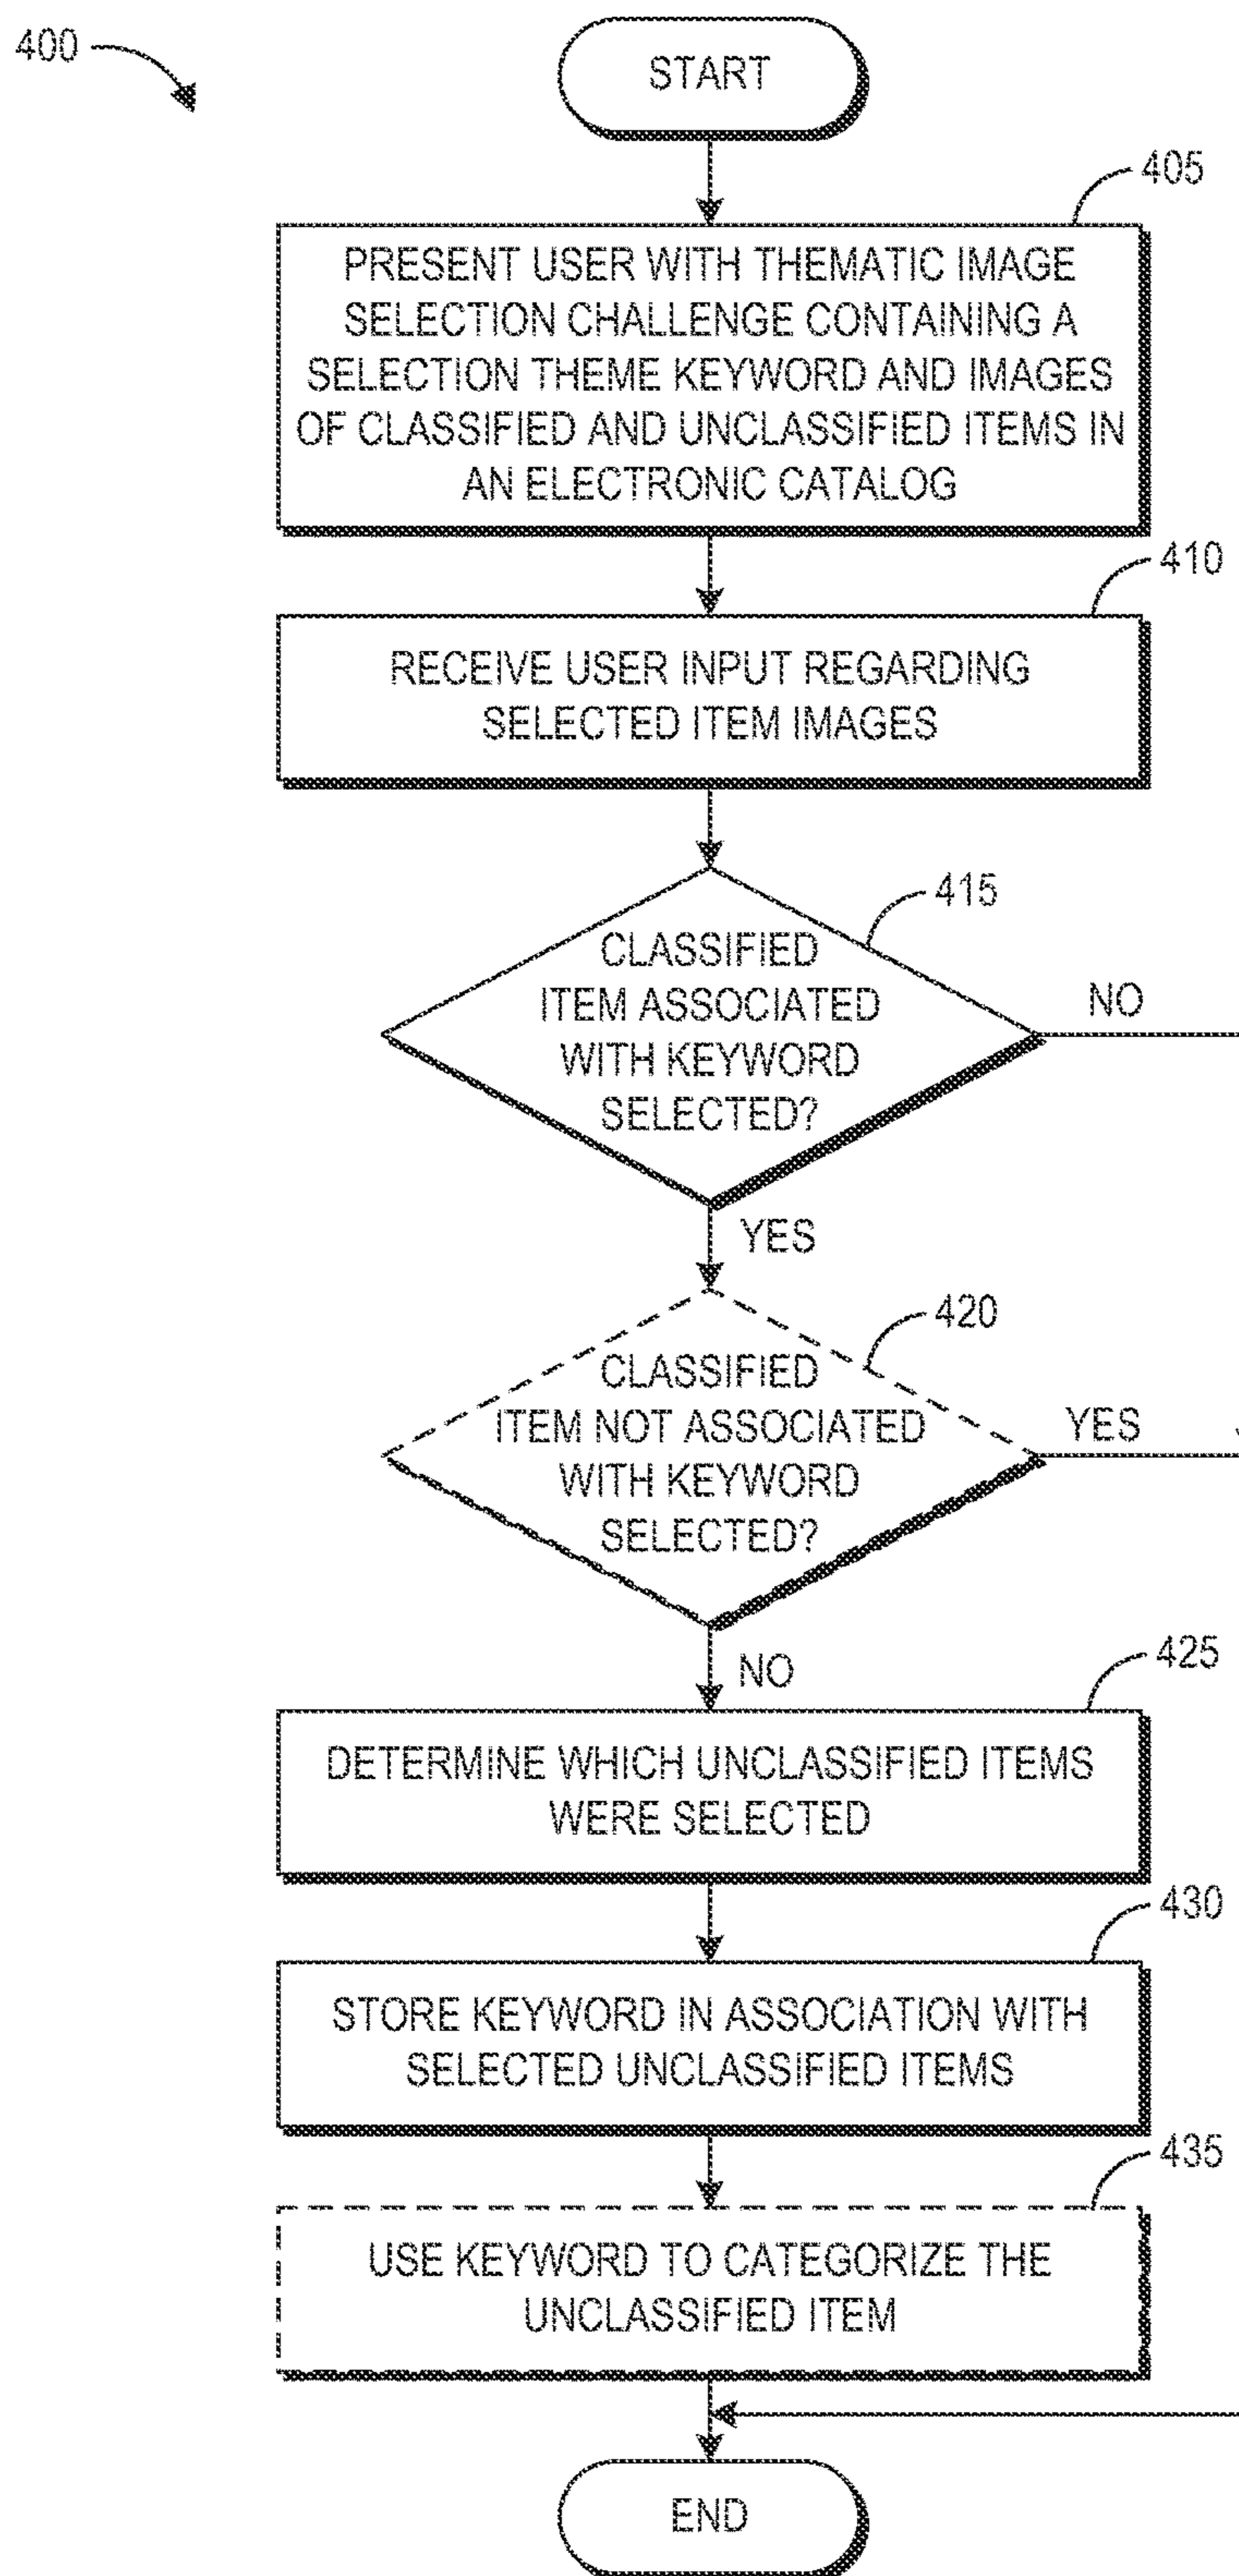 400
START
405
PRESENT USER WITH THEMATIC IMAGE
SELECTION CHALLENGE CONTAINING A
SELECTION THEME KEYWORD AND IMAGES
OF CLASSIFIED AND UNCLASSIFIED ITEMS IN
AN ELECTRONIC CATALOG
410
RECEIVE USER INPUT REGARDING
SELECTED ITEM IMAGES
415
CLASSIFIED
ITEM ASSOCIATED
WITH KEYWORD
SELECTED?
NO
YES
420
CLASSIFIED
ITEM NOT ASSOCIATED
WITH KEYWORD
SELECTED?
YES
NO
425
DETERMINE WHICH UNCLASSIFIED ITEMS
WERE SELECTED
430
STORE KEYWORD IN ASSOCIATION WITH
SELECTED UNCLASSIFIED ITEMS
435
USE KEYWORD TO CATEGORIZE THE
UNCLASSIFIED ITEM
END